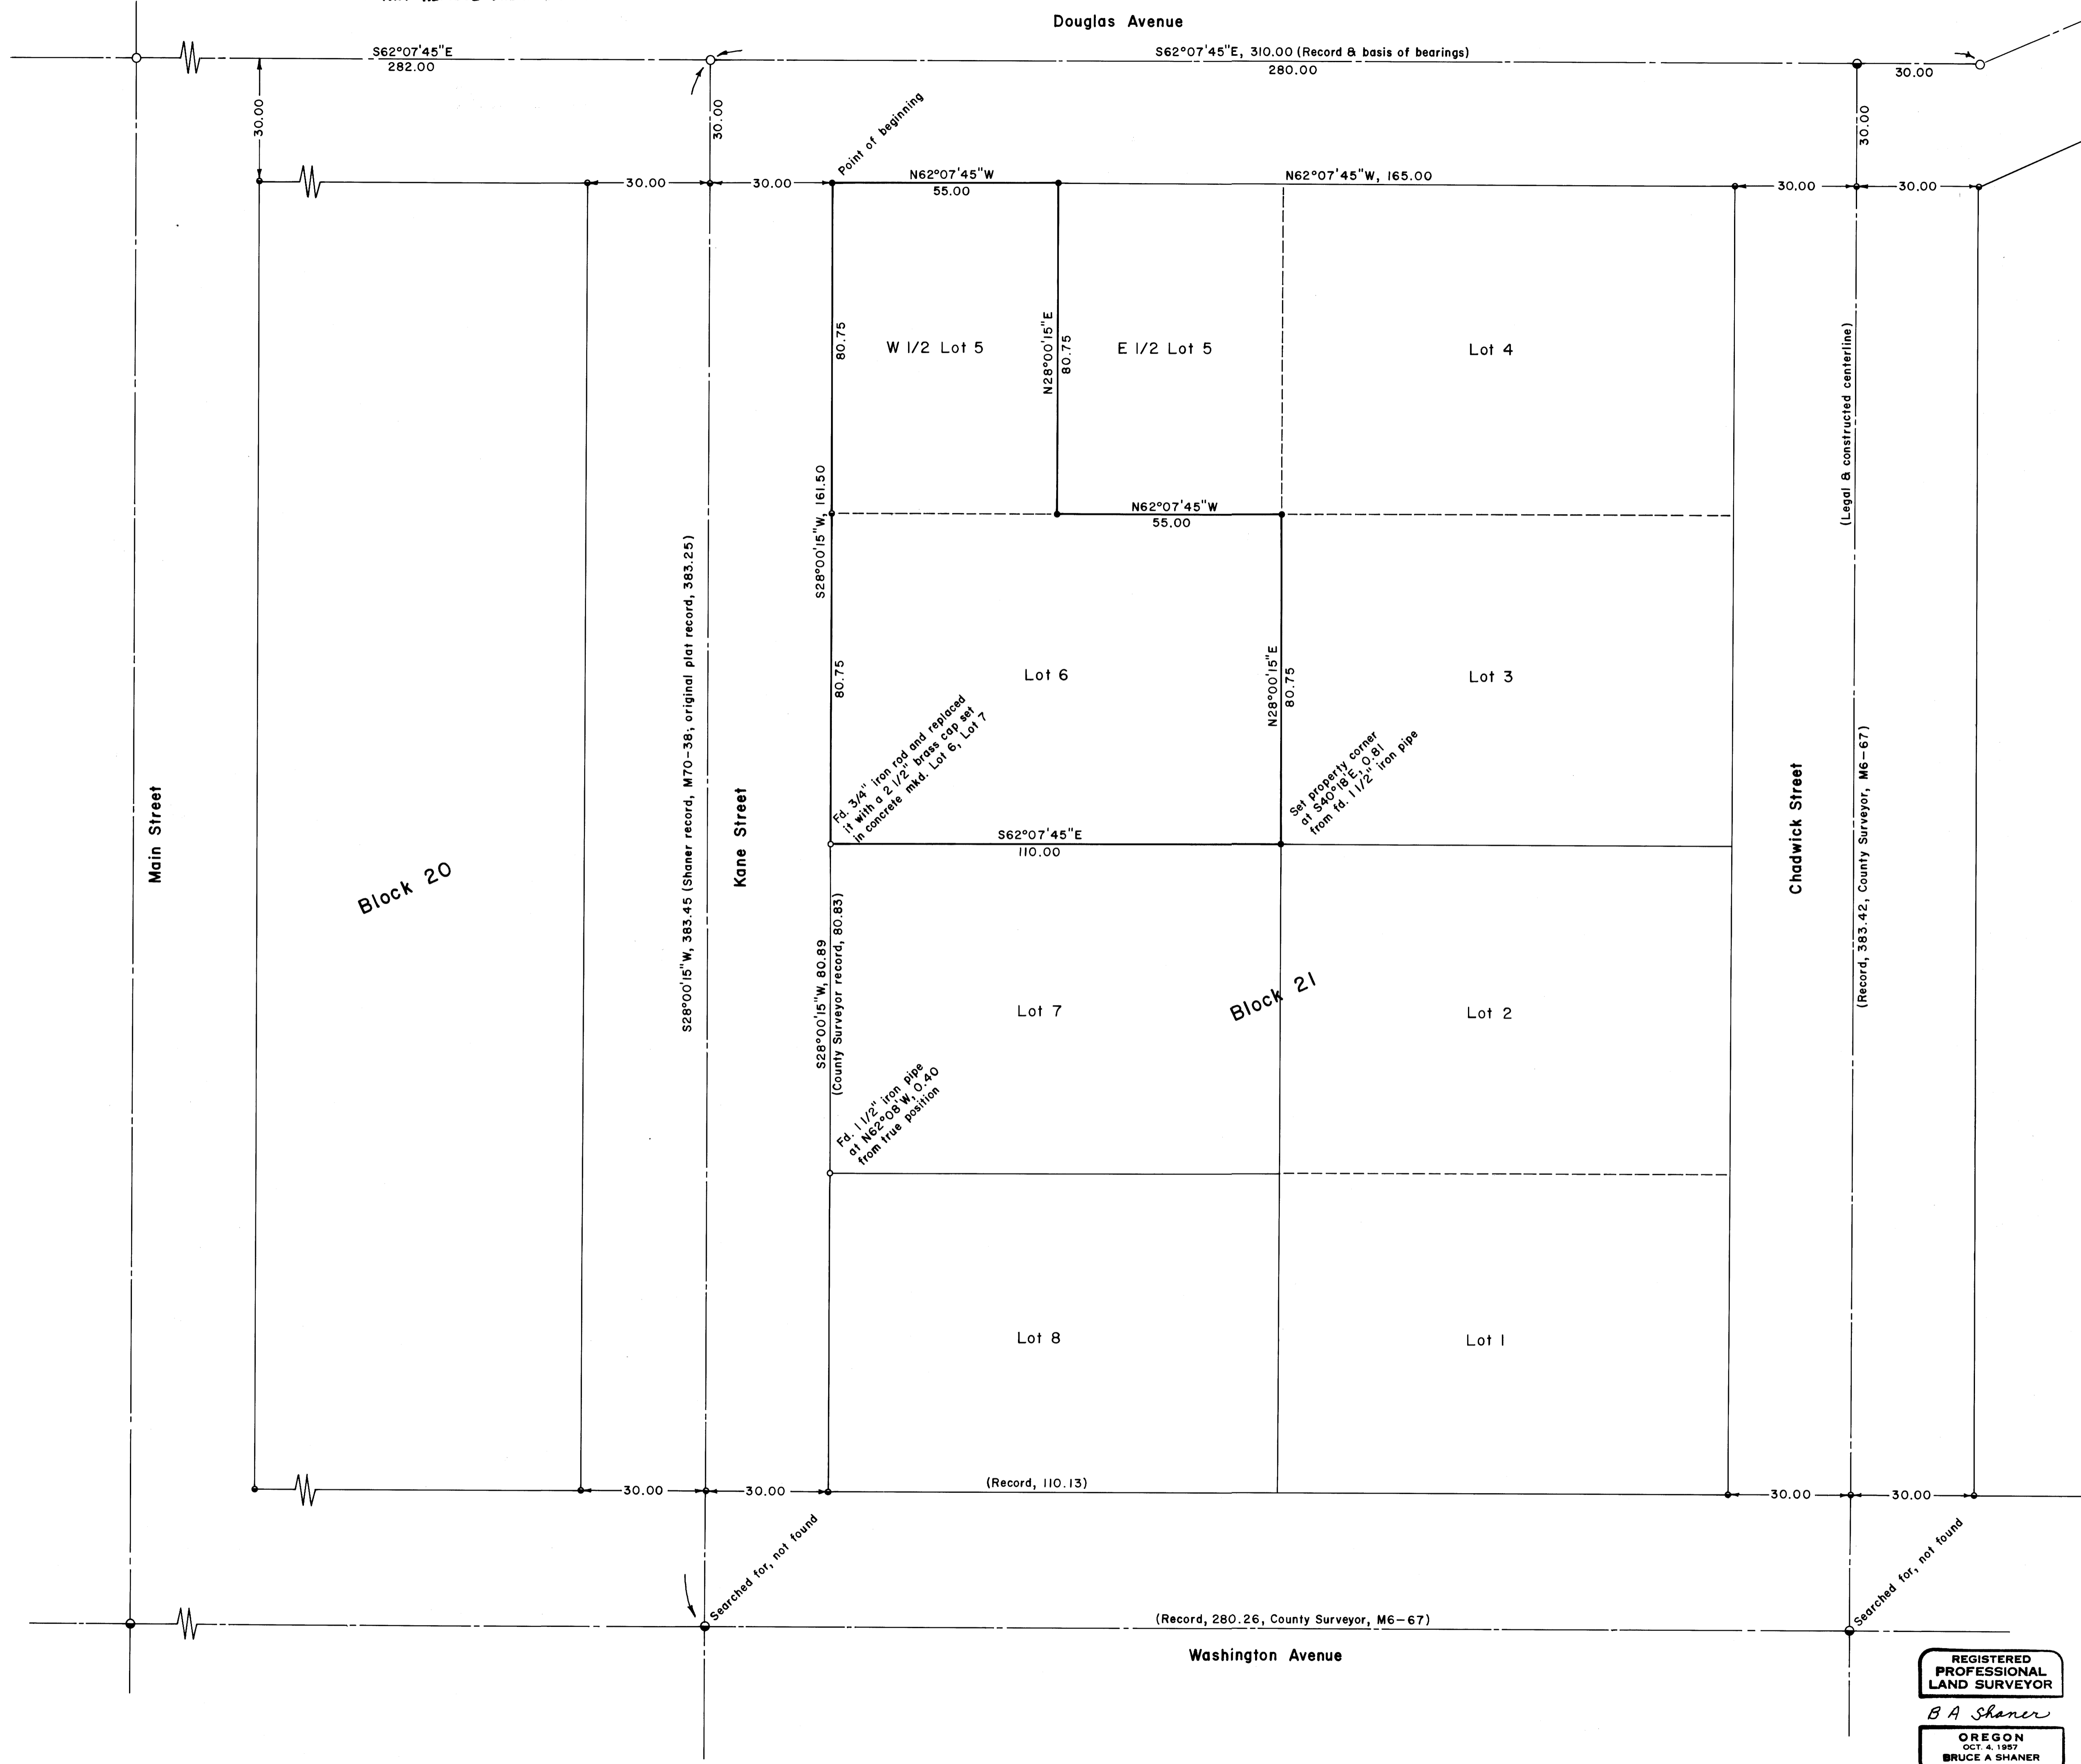 Douglas Avenue
S62°07'45"E
282.00
S62°07'45"E, 310.00 (Record & basis of bearings)
280.00
30.00
30.00
30.00
30.00
Point of beginning
30.00
30.00
N62°07'45"W
55.00
N62°07'45"W, 165.00
30.00
30.00
80.75
W 1/2 Lot 5
N28°00'15"E
80.75
E 1/2 Lot 5
Lot 4
(Legal & constructed centerline)
S28°00'15"W, 161.50
N62°07'45"W
55.00
S28°00'15"W, 383.45 (Shaner record, M70-38; original plat record, 383.25)
80.75
Lot 6
N28°00'15"E
80.75
Lot 3
Fd. 3/4" iron rod and replaced
it with a 2 1/2" brass cap set
in concrete mkd. Lot 6, Lot 7
Set property corner
at S40°18'E, 0.81
from fd. 1 1/2" iron pipe
Main Street
Block 20
Kane Street
S62°07'45"E
110.00
Chadwick Street
(Record, 383.42, County Surveyor, M6-67)
S28°00'15"W, 80.89
(County Surveyor record, 80.83)
Lot 7
Block 21
Lot 2
Fd. 1 1/2" iron pipe
at N62°08'W, 0.40
from true position
Lot 8
Lot 1
30.00
30.00
(Record, 110.13)
30.00
30.00
Searched for, not found
Searched for, not found
(Record, 280.26, County Surveyor, M6-67)
Washington Avenue
REGISTERED
PROFESSIONAL
LAND SURVEYOR
B A Shaner
OREGON
OCT. 4, 1957
BRUCE A SHANER